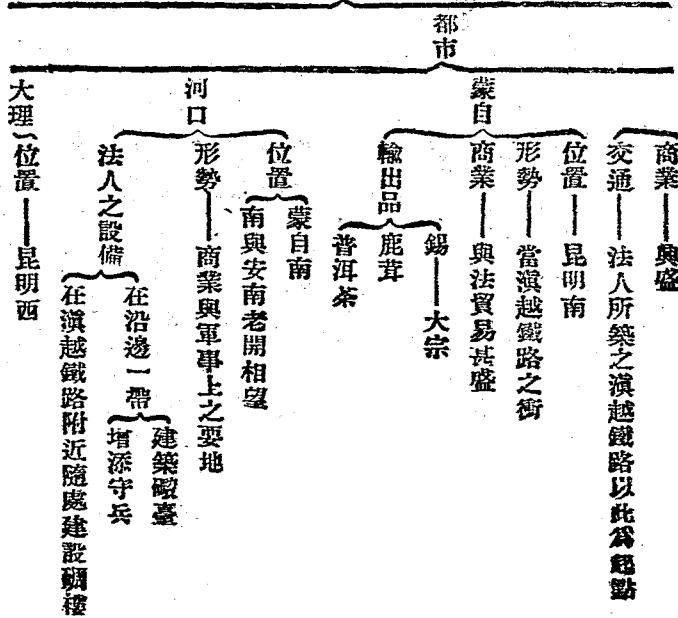 都市
商業——興盛
交通——法人所築之滇越鐵路以此爲起點
蒙自
位置——昆明南
形勢——當滇越鐵路之衝
商業——與法貿易甚盛
輸出品
錫——大宗
鹿茸
普洱茶
河口
位置
蒙自南
南與安南老開相望
形勢——商業與軍事上之要地
法人之設備
在沿邊一帶
建築礮臺
增添守兵
在滇越鐵路附近隨處建設碉樓
大理
位置——昆明西